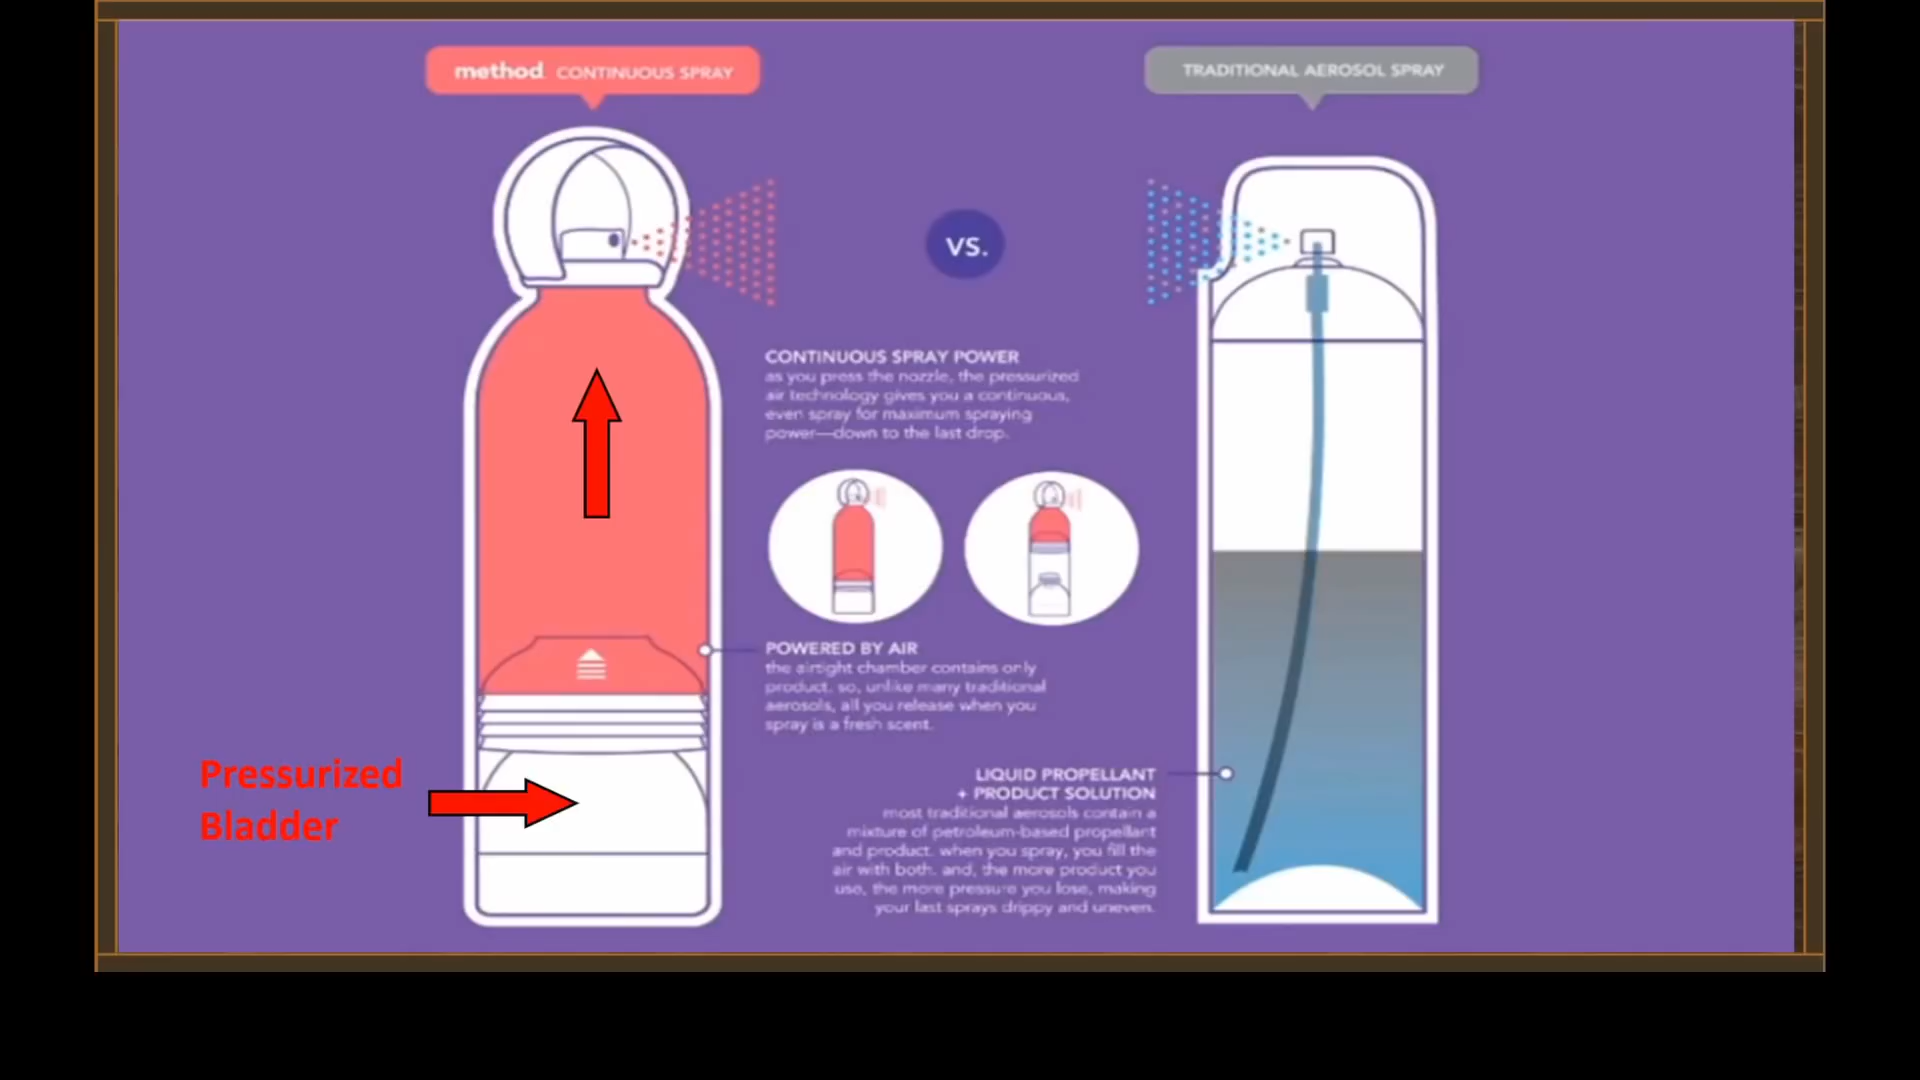 method. CONTINUOUS SPRAY
TRADITIONAL AEROSOL SPRAY
VS.
CONTINUOUS SPRAY POWER
as you press the nozzle, the pressurized
air technology gives you a continuous,
even spray for maximum spraying
power—down to the last drop.
POWERED BY AIR
the airtight chamber contains only
product. so, unlike many traditional
aerosols, all you release when you
spray is a fresh scent.
Pressurized
Bladder
LIQUID PROPELLANT
+ PRODUCT SOLUTION
most traditional aerosols contain a
mixture of petroleum-based propellant
and product. when you spray, you fill the
air with both. and, the more product you
use, the more pressure you lose, making
your last sprays drippy and uneven.